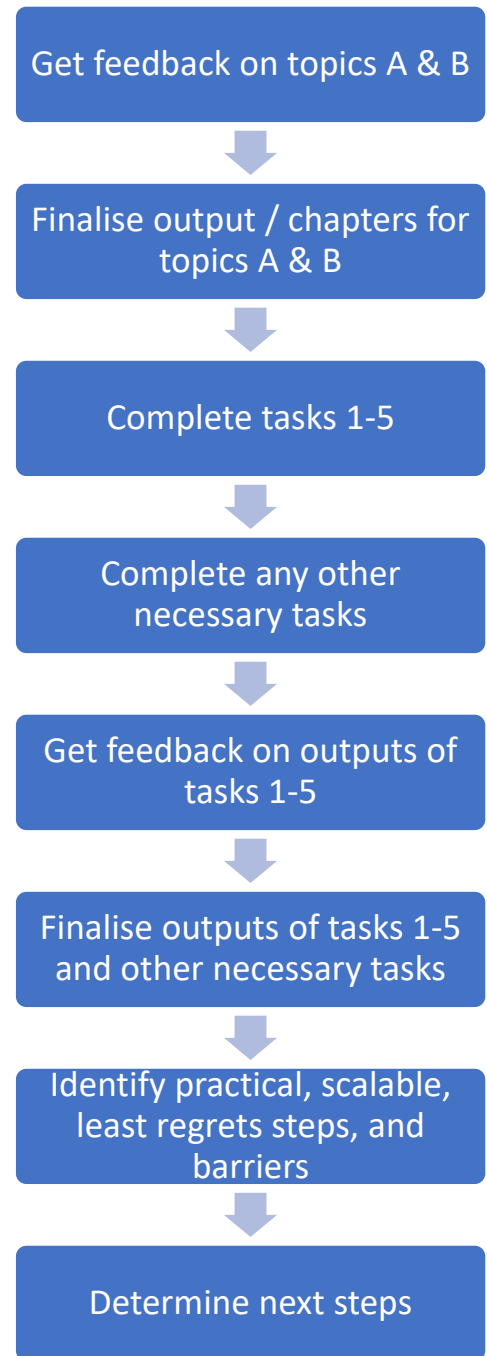 Get feedback on topics A & B
Finalise output / chapters for
topics A & B
Complete tasks 1-5
Complete any other
necessary tasks
Get feedback on outputs of
tasks 1-5
Finalise outputs of tasks 1-5
and other necessary tasks
Identify practical, scalable,
least regrets steps, and
barriers
Determine next steps